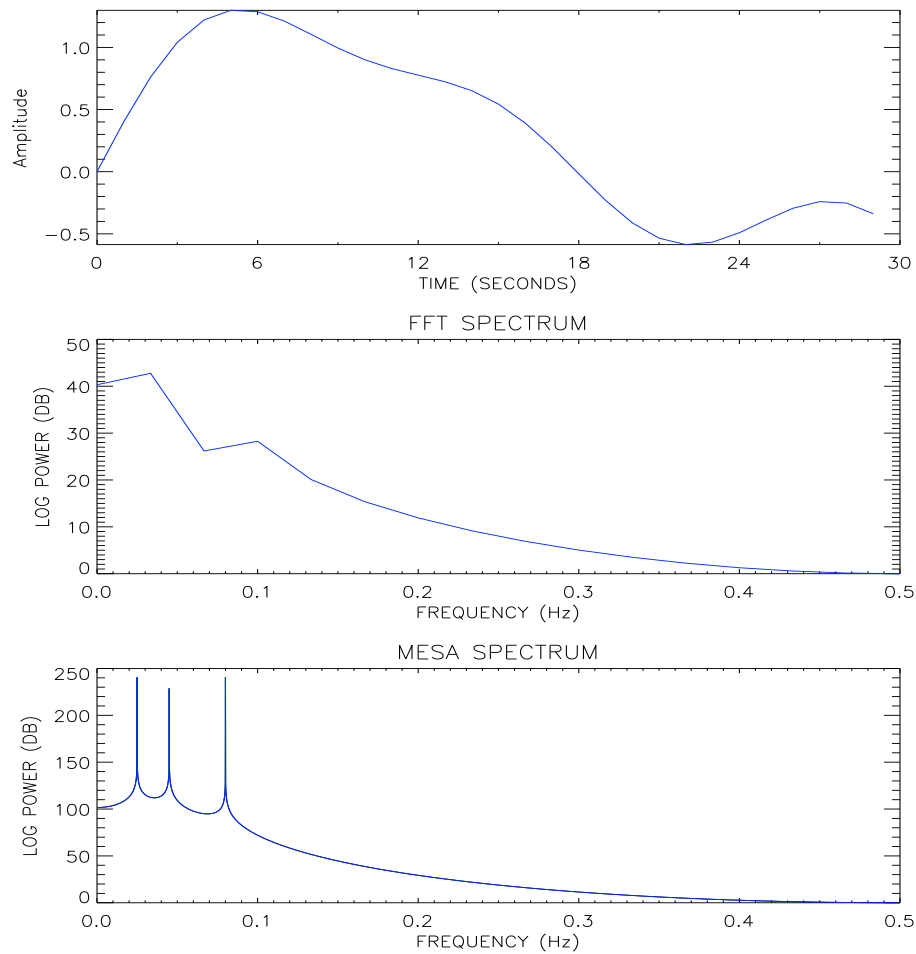 1.0
0.5
0.0
−0.5
Amplitude
0 6 12 18 24 30
TIME (SECONDS)
FFT SPECTRUM
50
40
30
20
10
0
LOG POWER (DB)
0.0 0.1 0.2 0.3 0.4 0.5
FREQUENCY (Hz)
MESA SPECTRUM
250
200
150
100
50
0
LOG POWER (DB)
0.0 0.1 0.2 0.3 0.4 0.5
FREQUENCY (Hz)